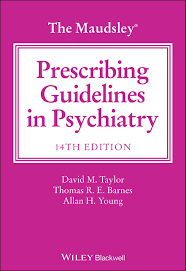 The Maudsley®
Prescribing
Guidelines in
Psychiatry
14TH EDITION
David M. Taylor
Thomas R. E. Barnes
Allan H. Young
WILEY Blackwell